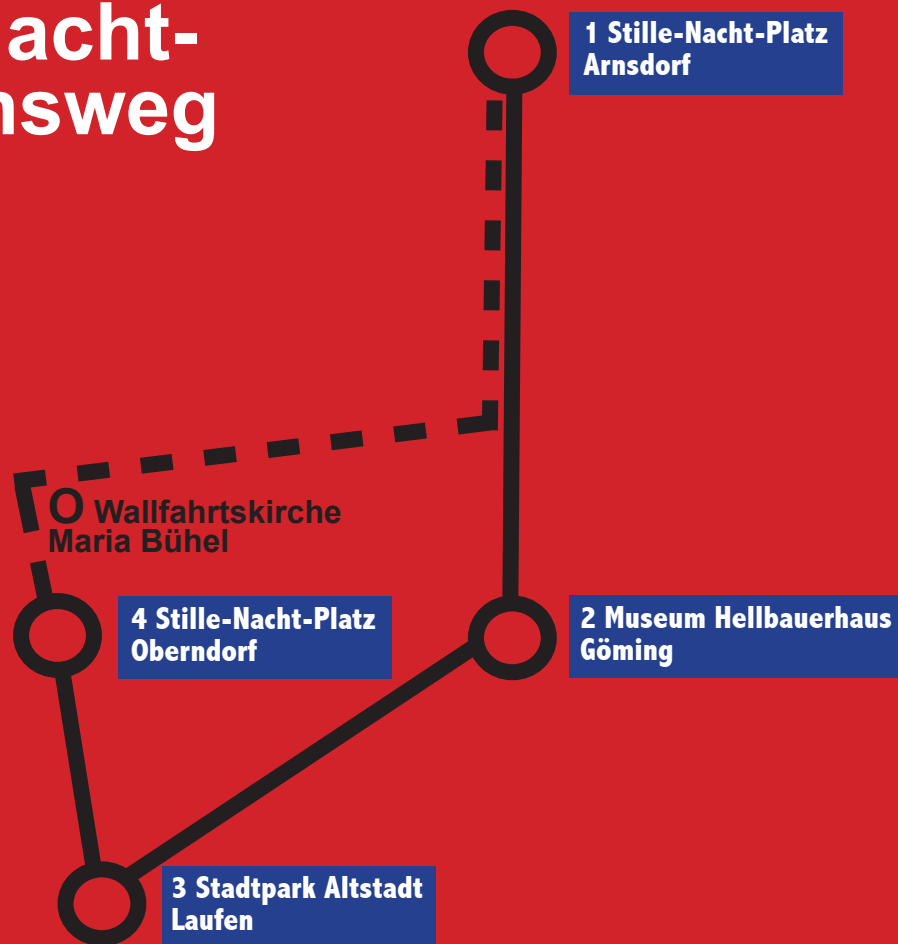 acht-
nsweg
1 Stille-Nacht-Platz
Arnsdorf
O Wallfahrtskirche
Maria Bühel
4 Stille-Nacht-Platz
Oberndorf
2 Museum Hellbauerhaus
Göming
3 Stadtpark Altstadt
Laufen